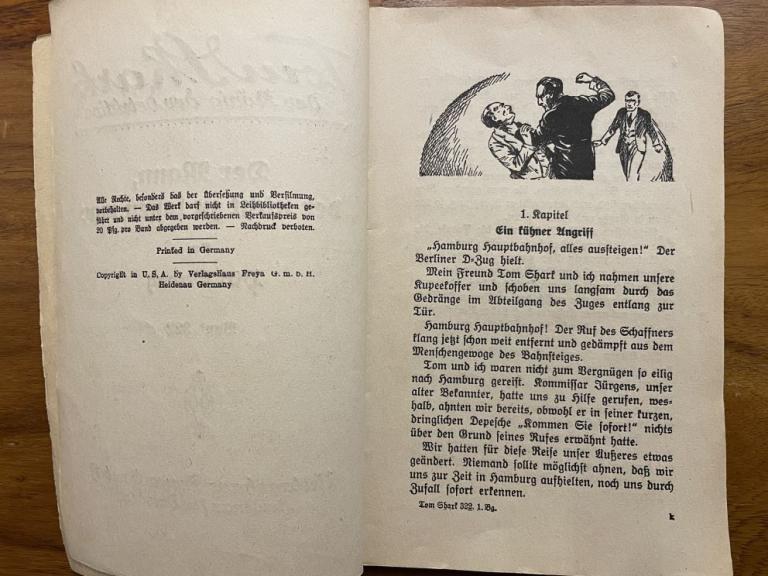 Alle Rechte, besonders das der Übersetzung und Verfilmung,
vorbehalten. — Das Werk darf nicht in Leihbibliotheken ge-
führt und nicht unter dem vorgeschriebenen Verkaufspreis von
20 Pfg. pro Band abgegeben werden. — Nachdruck verboten.
Printed in Germany
Copyright in U. S. A. by Verlagshaus Freya G. m. b. H.
Heidenau Germany
1. Kapitel
Ein kühner Angriff
„Hamburg Hauptbahnhof, alles aussteigen!“ Der
Berliner D-Zug hielt.
Mein Freund Tom Shark und ich nahmen unsre
Kupeekoffer und schoben uns langsam durch das
Gedränge im Abteilgang des Zuges entlang zur
Tür.
Hamburg Hauptbahnhof! Der Ruf des Schaffners
klang jetzt schon weit entfernt und gedämpft aus dem
Menschengewoge des Bahnsteiges.
Tom und ich waren nicht zum Vergnügen so eilig
nach Hamburg gereist. Kommissar Jürgens, unser
alter Bekannter, hatte uns zu Hilfe gerufen, wes-
halb, ahnten wir bereits, obwohl er in seiner kurzen,
dringlichen Depesche „Kommen Sie sofort!“ nichts
über den Grund seines Rufes erwähnt hatte.
Wir hatten für diese Reise unser Äußeres etwas
geändert. Niemand sollte möglichst ahnen, daß wir
uns zur Zeit in Hamburg aufhielten, noch uns durch
Zufall sofort erkennen.
Tom Shark 322. 1. Bg.
k